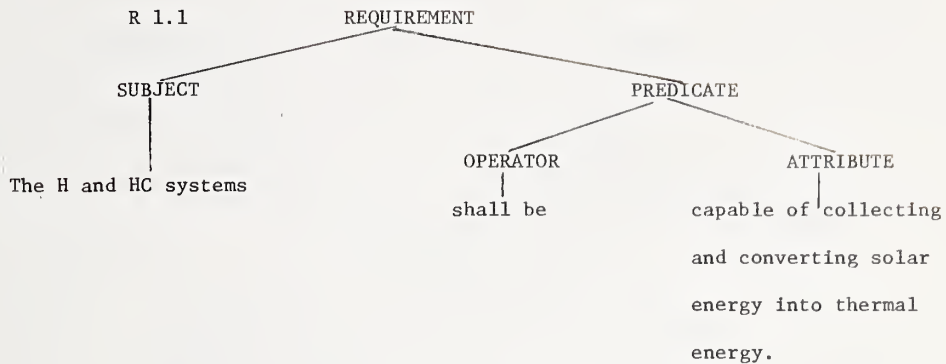 R 1.1 REQUIREMENT
SUBJECT PREDICATE
OPERATOR ATTRIBUTE
The H and HC systems
shall be capable of collecting
and converting solar
energy into thermal
energy.